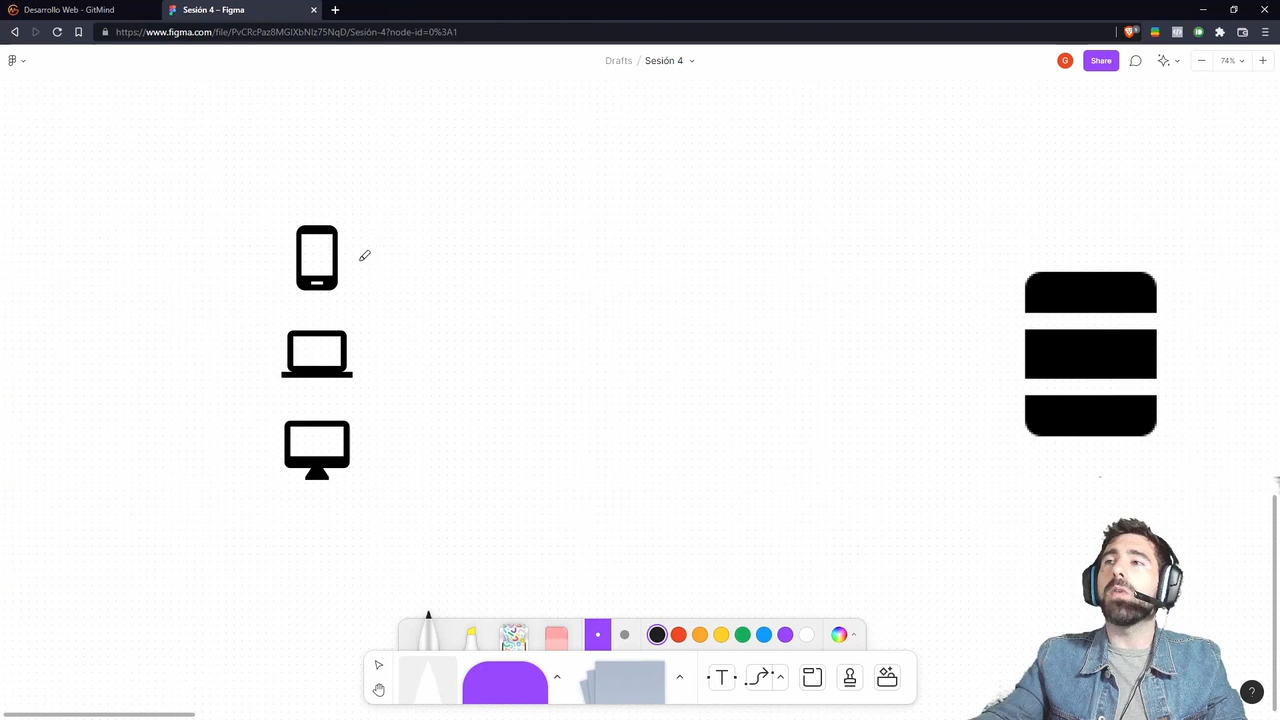 Desarrollo Web - GitMind
Sesión 4 – Figma
https://www.figma.com/file/PvCRcPaz8MGIXbNIz75NqD/Sesión-4?node-id=0%3A1
Drafts / Sesión 4
G
Share
74%
T
?